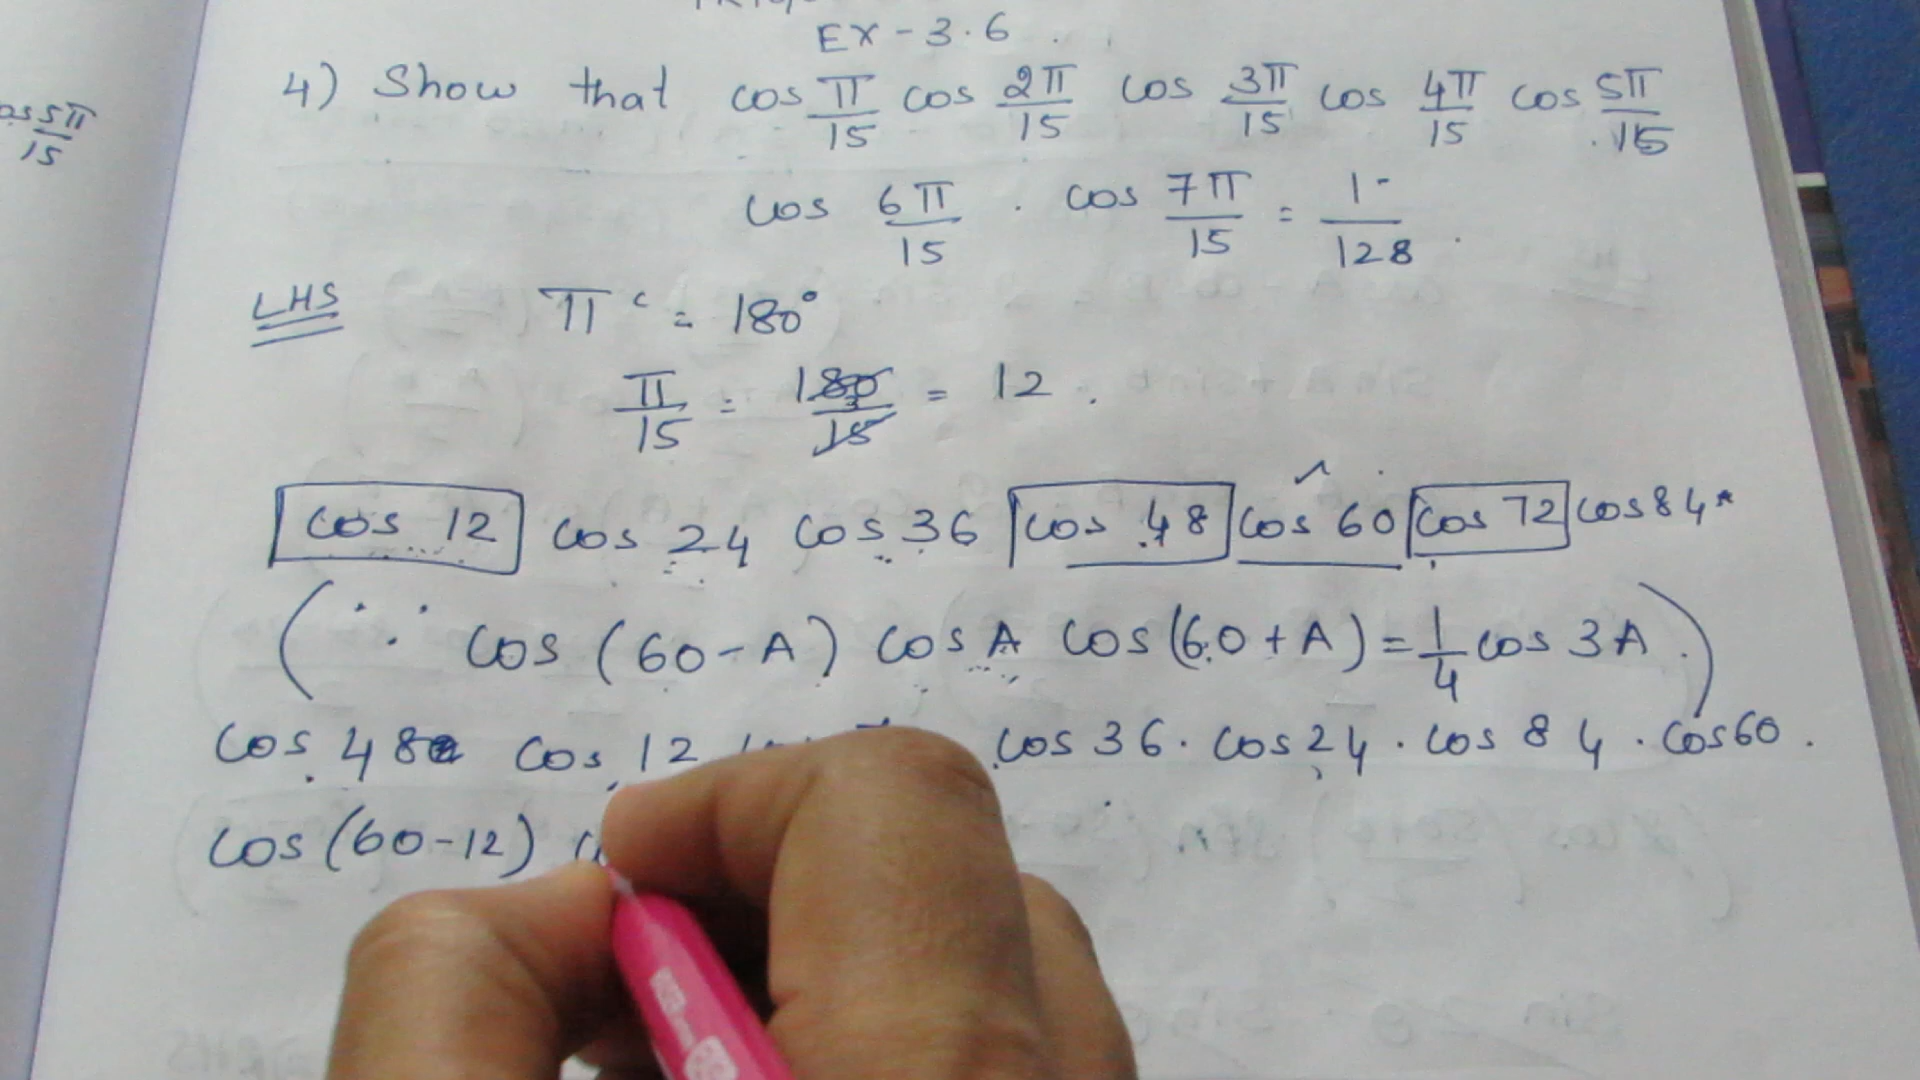 EX - 3.6
4) Show that cos π/15 cos 2π/15 cos 3π/15 cos 4π/15 cos 5π/15
cos 6π/15 . cos 7π/15 = 1/128 .
LHS π^c = 180°
π/15 = 180/15 = 12 .
cos 12 cos 24 cos 36 cos 48 cos 60 cos 72 cos 84
(∵ cos (60-A) cos A cos (60+A) = 1/4 cos 3A .)
cos 48 cos 12 cos 36 . cos 24 . cos 84 . cos 60 .
cos (60-12)
5π/15